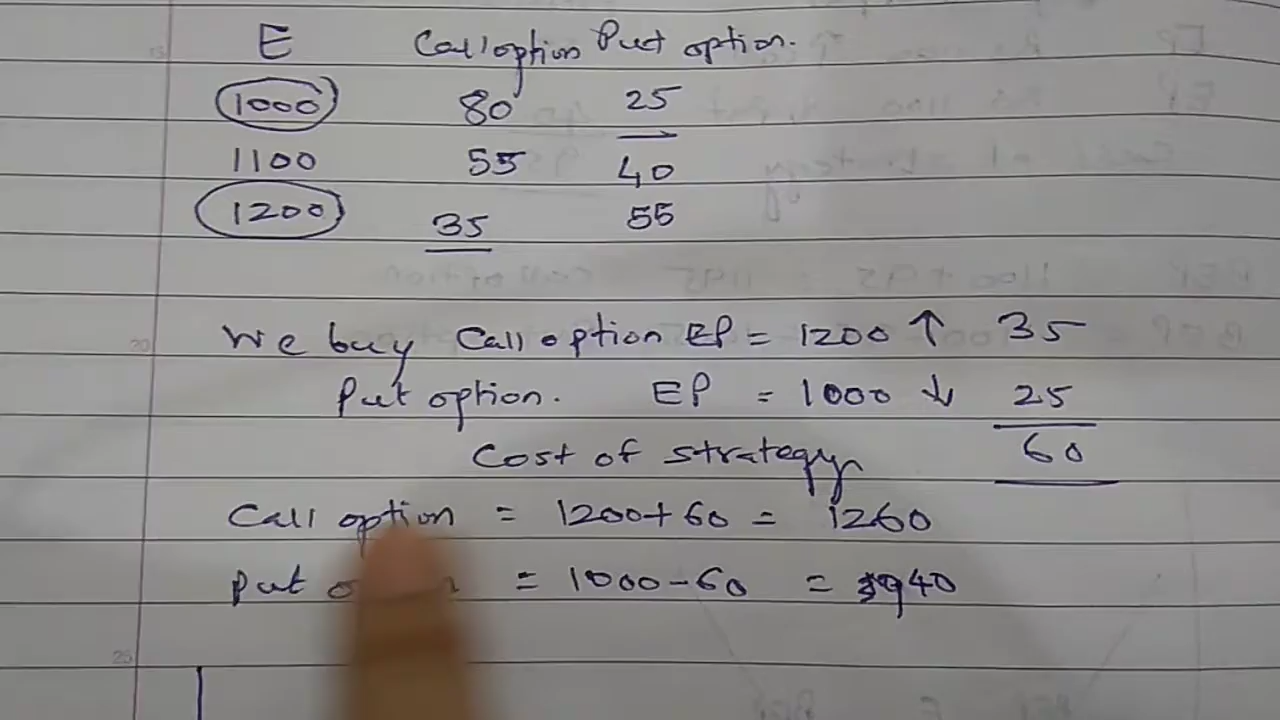 E Call option Put option.
1000 80 25
1100 55 40
1200 35 55
We buy Call option EP = 1200 ↑ 35
Put option. EP = 1000 ↓ 25
Cost of strategy 60
Call option = 1200 + 60 = 1260
Put = 1000 - 60 = 940
20
25